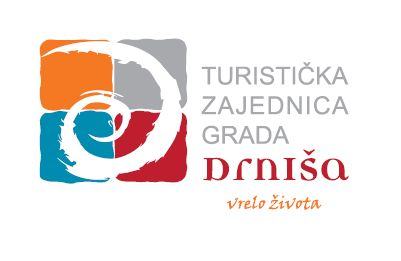 TURISTIČKA
ZAJEDNICA
GRADA
Drniša
vrelo života